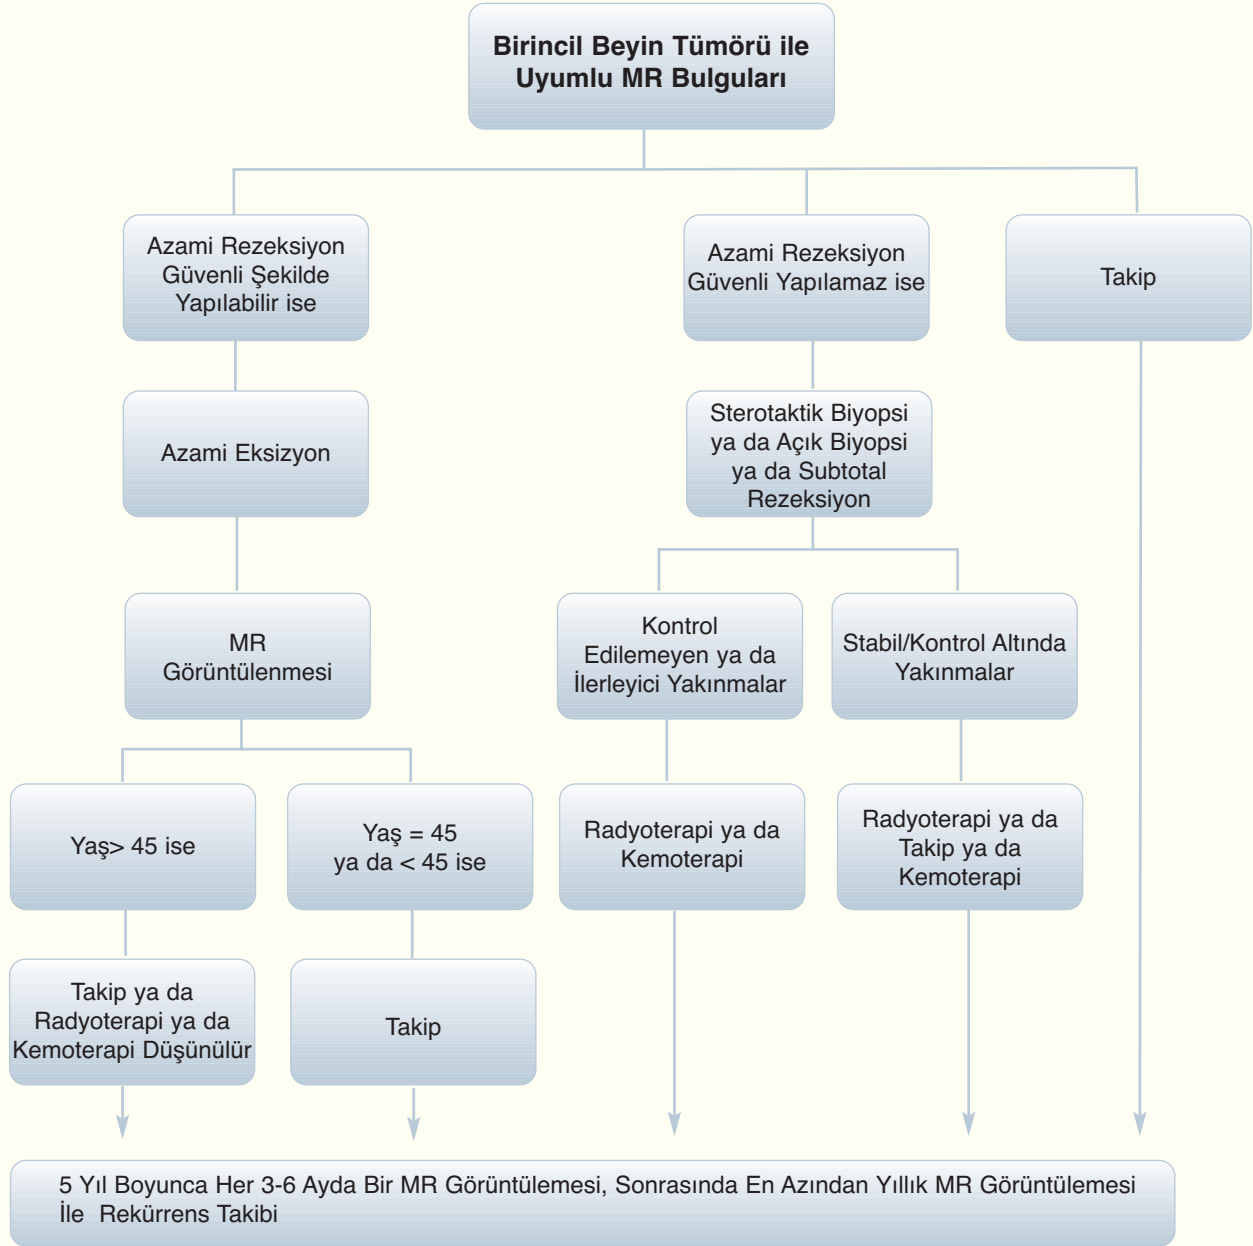 Birincil Beyin Tümörü ile
Uyumlu MR Bulguları
Azami Rezeksiyon
Güvenli Şekilde
Yapılabilir ise
Azami Rezeksiyon
Güvenli Yapılamaz ise
Takip
Azami Eksizyon
Sterotaktik Biyopsi
ya da Açık Biyopsi
ya da Subtotal
Rezeksiyon
MR
Görüntülenmesi
Kontrol
Edilemeyen ya da
İlerleyici Yakınmalar
Stabil/Kontrol Altında
Yakınmalar
Yaş> 45 ise
Yaş = 45
ya da < 45 ise
Radyoterapi ya da
Kemoterapi
Radyoterapi ya da
Takip ya da
Kemoterapi
Takip ya da
Radyoterapi ya da
Kemoterapi Düşünülür
Takip
5 Yıl Boyunca Her 3-6 Ayda Bir MR Görüntülemesi, Sonrasında En Azından Yıllık MR Görüntülemesi
İle Rekürrens Takibi